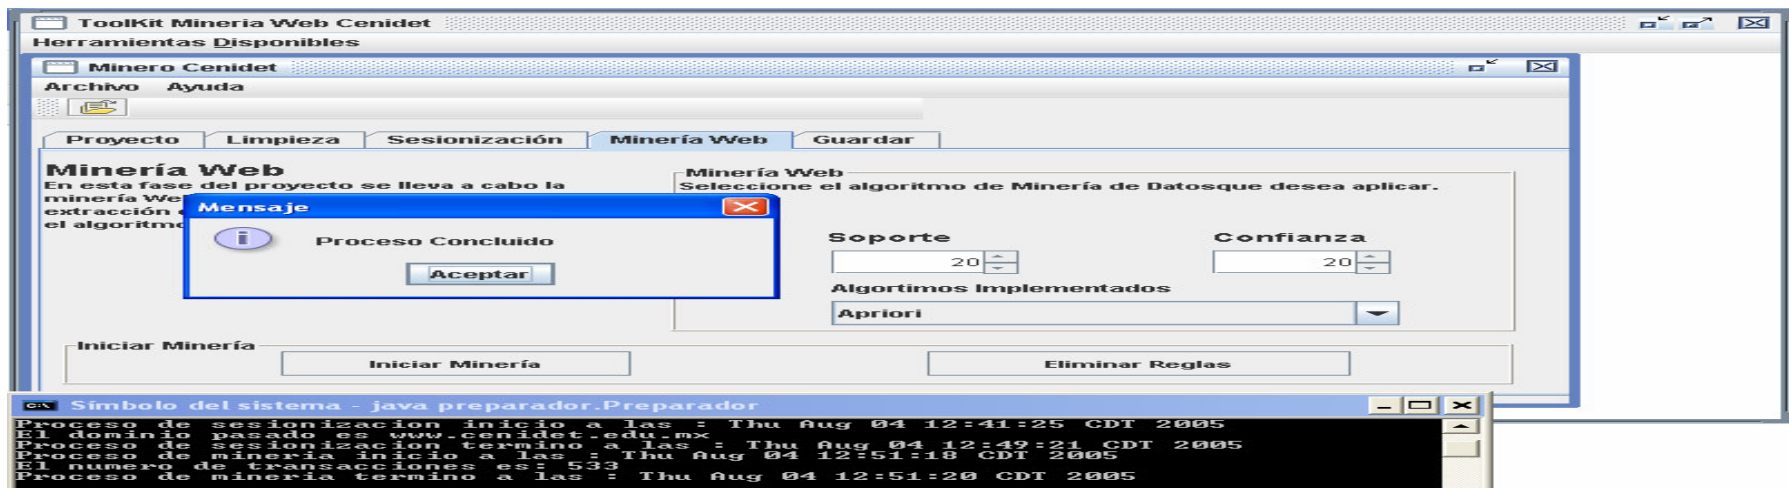 ToolKit Mineria Web Cenidet
Herramientas Disponibles
Minero Cenidet
Archivo Ayuda
Proyecto Limpieza Sesionización Minería Web Guardar
Minería Web
En esta fase del proyecto se lleva a cabo la
minería We
extracción
el algoritmo
Mensaje
Proceso Concluido
Aceptar
Minería Web
Seleccione el algoritmo de Minería de Datosque desea aplicar.
Soporte Confianza
20 20
Algortimos Implementados
Apriori
Iniciar Minería
Iniciar Minería Eliminar Reglas
Símbolo del sistema - java preparador.Preparador
Proceso de sesionizacion inicio a las : Thu Aug 04 12:41:25 CDT 2005
El dominio pasado es www.cenidet.edu.mx
Proceso de sesionizacion termino a las : Thu Aug 04 12:49:21 CDT 2005
Proceso de mineria inicio a las : Thu Aug 04 12:51:18 CDT 2005
El numero de transacciones es: 533
Proceso de mineria termino a las : Thu Aug 04 12:51:20 CDT 2005